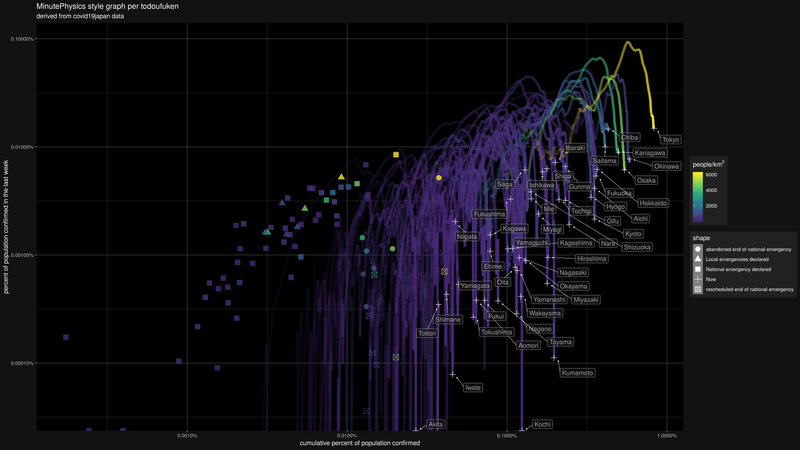 MinutePhysics style graph per todoufuken
derived from covid19japan data
percent of population confirmed in the last week
0.10000%
0.01000%
0.00100%
0.00010%
Chiba
Tokyo
Ibaraki
Kanagawa
Saitama
Okinawa
Shiga
Osaka
Saga
Ishikawa
Gunma
Fukuoka
Hokkaido
Hyogo
Mie
Tochigi
Aichi
Fukushima
Gifu
Niigata
Kagawa
Miyagi
Kyoto
Yamaguchi
Kagoshima
Nara
Shizuoka
Ehime
Hiroshima
Nagasaki
Oita
Yamagata
Okayama
Yamanashi
Miyazaki
Wakayama
Shimane
Fukui
Tottori
Tokushima
Nagano
Aomori
Toyama
Kumamoto
Iwate
Akita
Kochi
0.0010%
0.0100%
0.1000%
1.0000%
cumulative percent of population confirmed
people/km²
6000
4000
2000
shape
abandoned end of national emergency
Local emergencies declared
National emergency declared
Now
rescheduled end of national emergency